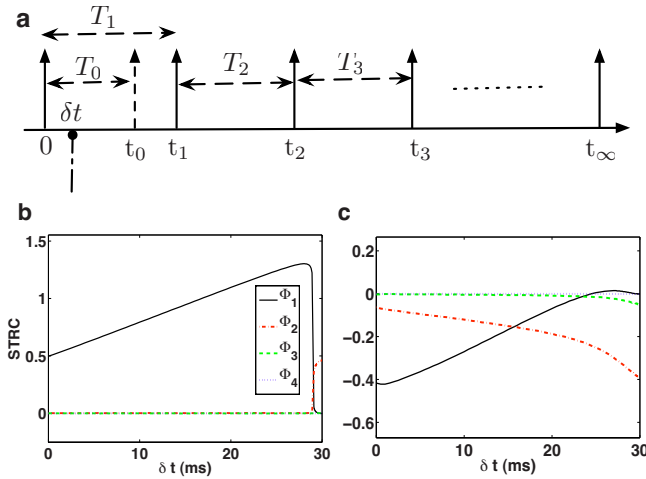 a
T₁
T₀ T₂ T₃
δt
0 t₀ t₁ t₂ t₃ t∞
b
1.5
1
0.5
0
STRC
Φ₁
Φ₂
Φ₃
Φ₄
0 10 20 30
δ t (ms)
c
0.2
0
−0.2
−0.4
−0.6
0 10 20 30
δ t (ms)